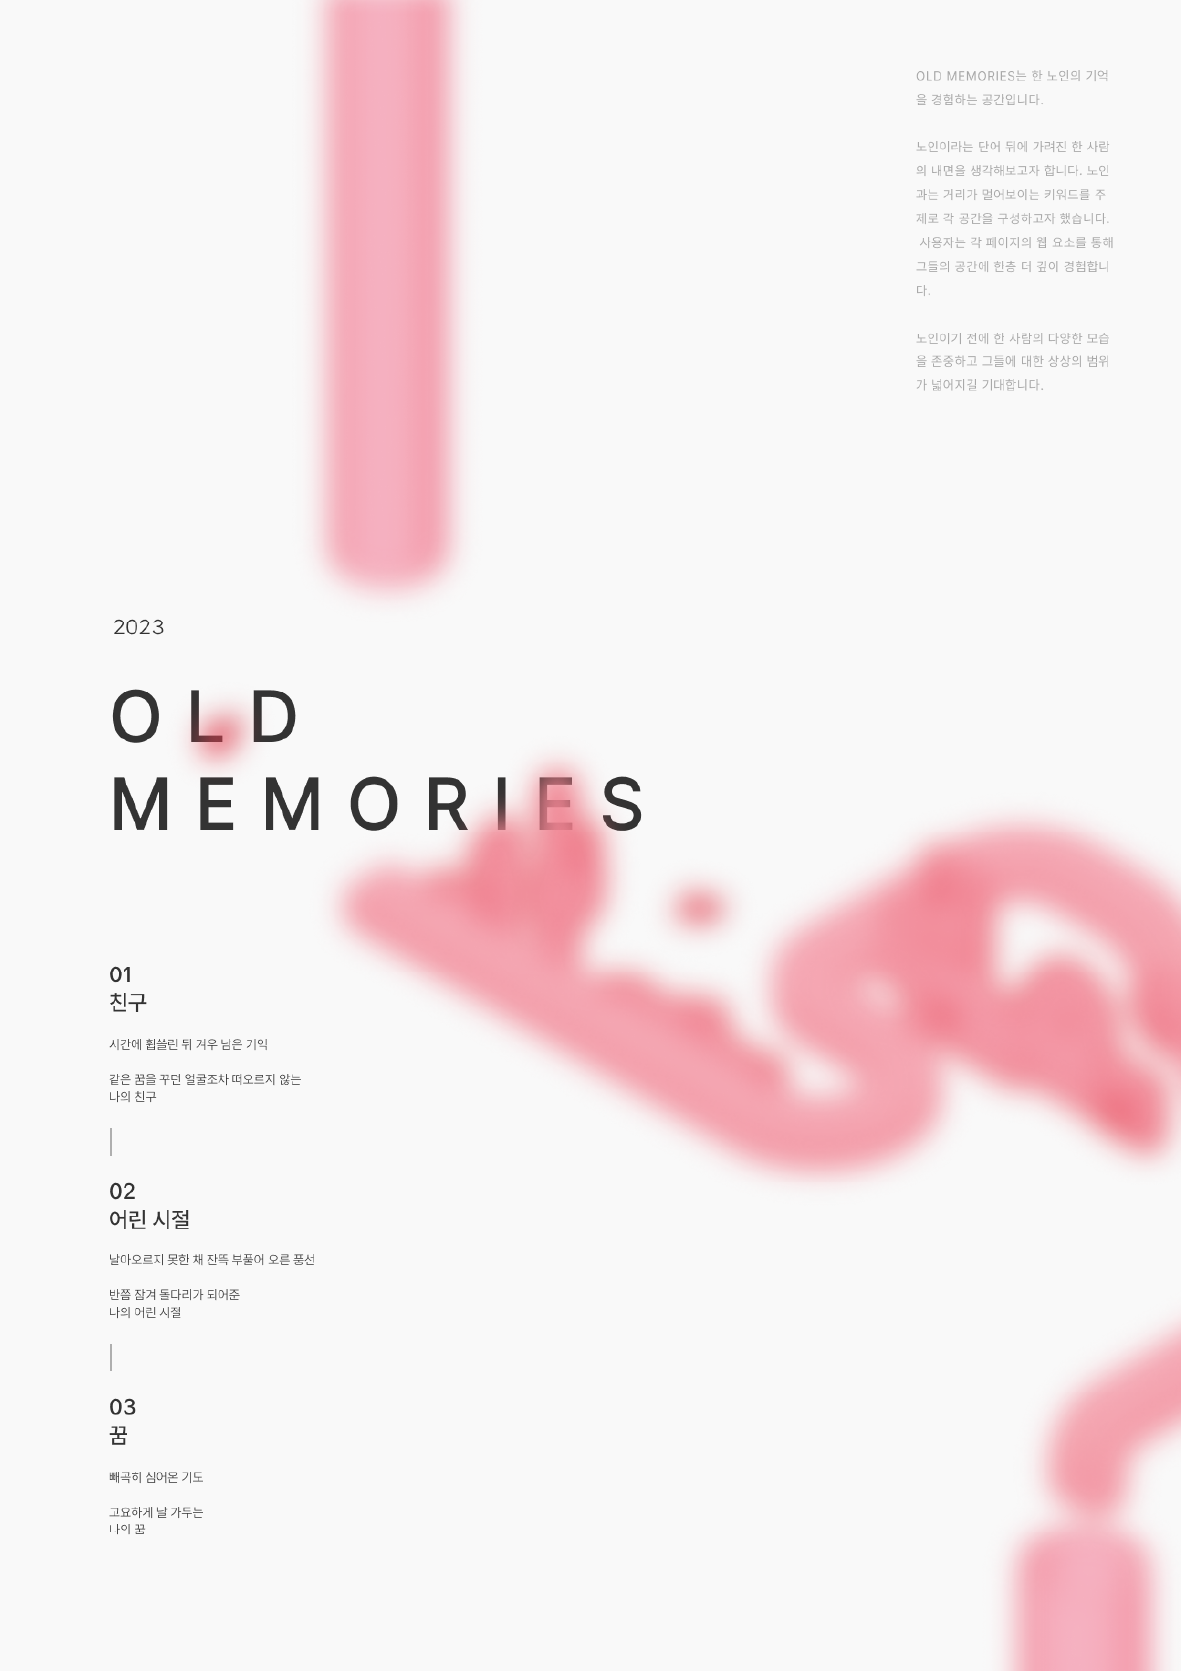 OLD MEMORIES는 한 노인의 기억
을 경험하는 공간입니다.
노인이라는 단어 뒤에 가려진 한 사람
의 내면을 생각해보고자 합니다. 노인
과는 거리가 멀어보이는 키워드를 주
제로 각 공간을 구성하고자 했습니다.
사용자는 각 페이지의 웹 요소를 통해
그들의 공간에 한층 더 깊이 경험합니
다.
노인이기 전에 한 사람의 다양한 모습
을 존중하고 그들에 대한 상상의 범위
가 넓어지길 기대합니다.
2023
OLD
MEMORIES
01
친구
시간에 휩쓸린 뒤 겨우 남은 기억
같은 꿈을 꾸던 얼굴조차 떠오르지 않는
나의 친구
02
어린 시절
날아오르지 못한 채 잔뜩 부풀어 오른 풍선
반쯤 잠겨 돌다리가 되어준
나의 어린 시절
03
꿈
빼곡히 심어온 기도
고요하게 날 가두는
나의 꿈